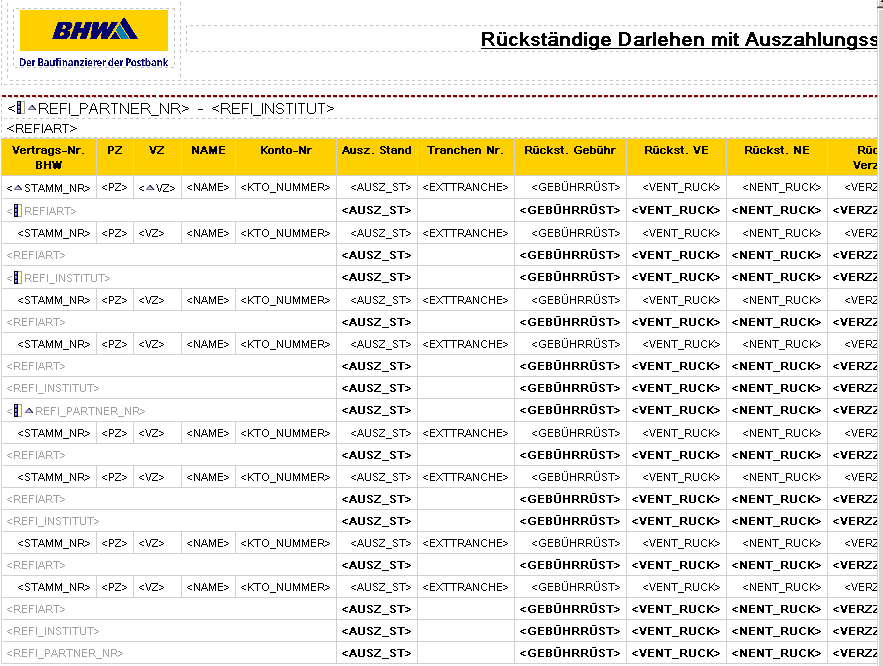 BHW
Der Baufinanzierer der Postbank
Rückständige Darlehen mit Auszahlungss
<REFI_PARTNER_NR> - <REFI_INSTITUT>
<REFIART>
Vertrags-Nr. BHW PZ VZ NAME Konto-Nr Ausz. Stand Tranchen Nr. Rückst. Gebühr Rückst. VE Rückst. NE Rüc Verz
<STAMM_NR> <PZ> <VZ> <NAME> <KTO_NUMMER> <AUSZ_ST> <EXTTRANCHE> <GEBÜHRRÜST> <VENT_RUCK> <NENT_RUCK> <VERZ
<REFIART> <AUSZ_ST> <GEBÜHRRÜST> <VENT_RUCK> <NENT_RUCK> <VERZZ
<STAMM_NR> <PZ> <VZ> <NAME> <KTO_NUMMER> <AUSZ_ST> <EXTTRANCHE> <GEBÜHRRÜST> <VENT_RUCK> <NENT_RUCK> <VERZ
<REFIART> <AUSZ_ST> <GEBÜHRRÜST> <VENT_RUCK> <NENT_RUCK> <VERZZ
<REFI_INSTITUT> <AUSZ_ST> <GEBÜHRRÜST> <VENT_RUCK> <NENT_RUCK> <VERZZ
<STAMM_NR> <PZ> <VZ> <NAME> <KTO_NUMMER> <AUSZ_ST> <EXTTRANCHE> <GEBÜHRRÜST> <VENT_RUCK> <NENT_RUCK> <VERZ
<REFIART> <AUSZ_ST> <GEBÜHRRÜST> <VENT_RUCK> <NENT_RUCK> <VERZZ
<STAMM_NR> <PZ> <VZ> <NAME> <KTO_NUMMER> <AUSZ_ST> <EXTTRANCHE> <GEBÜHRRÜST> <VENT_RUCK> <NENT_RUCK> <VERZ
<REFIART> <AUSZ_ST> <GEBÜHRRÜST> <VENT_RUCK> <NENT_RUCK> <VERZZ
<REFI_INSTITUT> <AUSZ_ST> <GEBÜHRRÜST> <VENT_RUCK> <NENT_RUCK> <VERZZ
<REFI_PARTNER_NR> <AUSZ_ST> <GEBÜHRRÜST> <VENT_RUCK> <NENT_RUCK> <VERZZ
<STAMM_NR> <PZ> <VZ> <NAME> <KTO_NUMMER> <AUSZ_ST> <EXTTRANCHE> <GEBÜHRRÜST> <VENT_RUCK> <NENT_RUCK> <VERZ
<REFIART> <AUSZ_ST> <GEBÜHRRÜST> <VENT_RUCK> <NENT_RUCK> <VERZZ
<STAMM_NR> <PZ> <VZ> <NAME> <KTO_NUMMER> <AUSZ_ST> <EXTTRANCHE> <GEBÜHRRÜST> <VENT_RUCK> <NENT_RUCK> <VERZ
<REFIART> <AUSZ_ST> <GEBÜHRRÜST> <VENT_RUCK> <NENT_RUCK> <VERZZ
<REFI_INSTITUT> <AUSZ_ST> <GEBÜHRRÜST> <VENT_RUCK> <NENT_RUCK> <VERZZ
<STAMM_NR> <PZ> <VZ> <NAME> <KTO_NUMMER> <AUSZ_ST> <EXTTRANCHE> <GEBÜHRRÜST> <VENT_RUCK> <NENT_RUCK> <VERZ
<REFIART> <AUSZ_ST> <GEBÜHRRÜST> <VENT_RUCK> <NENT_RUCK> <VERZZ
<STAMM_NR> <PZ> <VZ> <NAME> <KTO_NUMMER> <AUSZ_ST> <EXTTRANCHE> <GEBÜHRRÜST> <VENT_RUCK> <NENT_RUCK> <VERZ
<REFIART> <AUSZ_ST> <GEBÜHRRÜST> <VENT_RUCK> <NENT_RUCK> <VERZZ
<REFI_INSTITUT> <AUSZ_ST> <GEBÜHRRÜST> <VENT_RUCK> <NENT_RUCK> <VERZZ
<REFI_PARTNER_NR> <AUSZ_ST> <GEBÜHRRÜST> <VENT_RUCK> <NENT_RUCK> <VERZZ